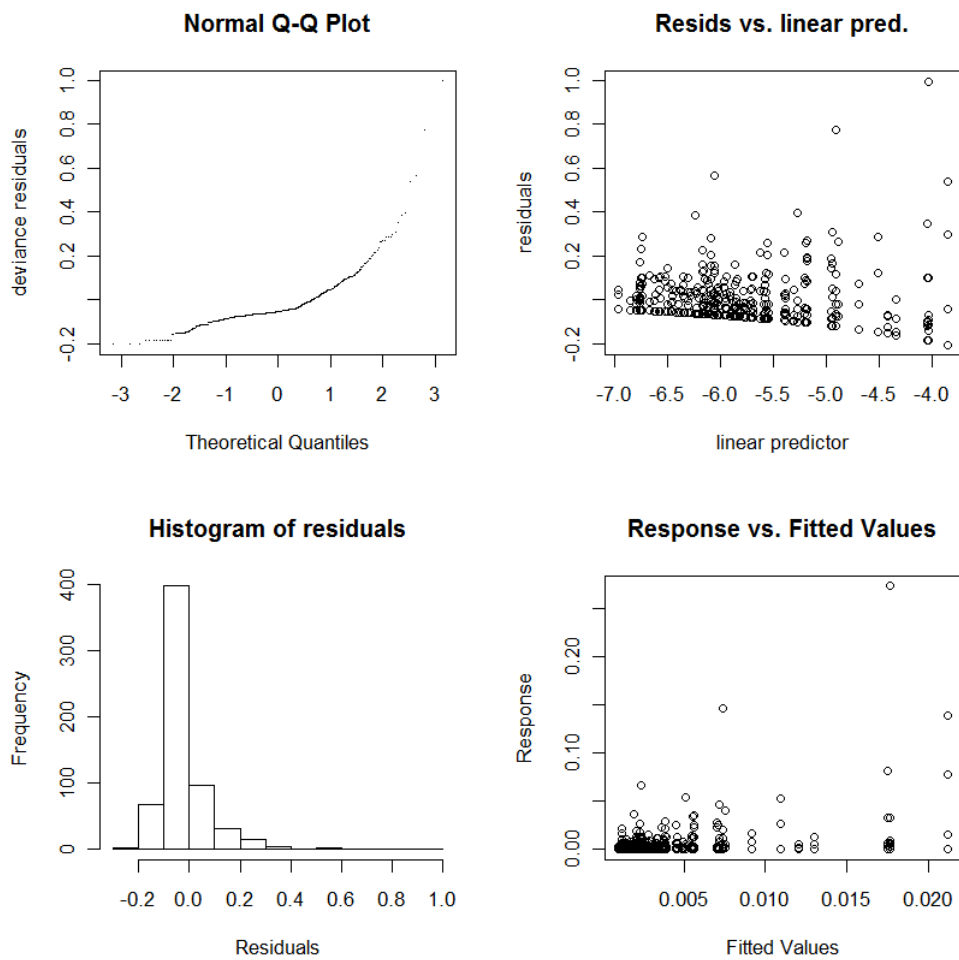 Normal Q-Q Plot
deviance residuals
-0.2 0.2 0.4 0.6 0.8 1.0
-3 -2 -1 0 1 2 3
Theoretical Quantiles
Resids vs. linear pred.
residuals
-0.2 0.2 0.4 0.6 0.8 1.0
-7.0 -6.5 -6.0 -5.5 -5.0 -4.5 -4.0
linear predictor
Histogram of residuals
Frequency
0 100 200 300 400
-0.2 0.0 0.2 0.4 0.6 0.8 1.0
Residuals
Response vs. Fitted Values
Response
0.00 0.10 0.20
0.005 0.010 0.015 0.020
Fitted Values